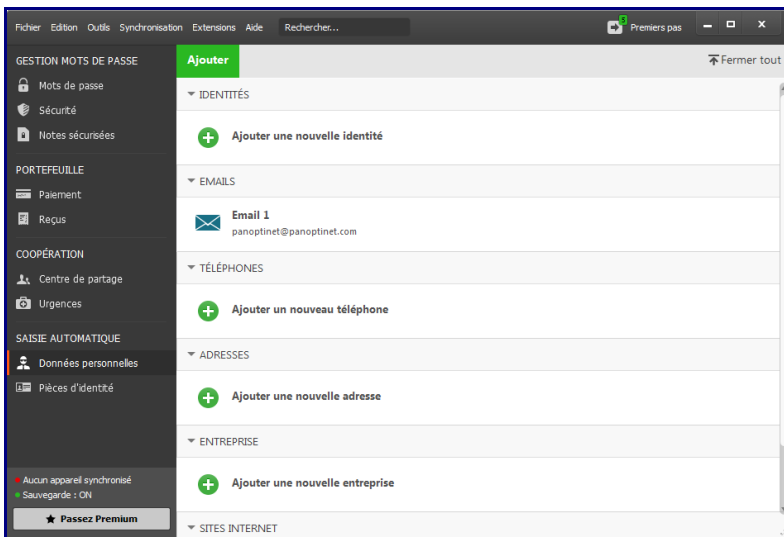 Fichier Edition Outils Synchronisation Extensions Aide Rechercher... 5 Premiers pas
GESTION MOTS DE PASSE
Mots de passe
Sécurité
Notes sécurisées
PORTEFEUILLE
Paiement
Reçus
COOPÉRATION
Centre de partage
Urgences
SAISIE AUTOMATIQUE
Données personnelles
Pièces d'identité
Aucun appareil synchronisé
Sauvegarde : ON
Passez Premium
Ajouter Fermer tout
IDENTITÉS
Ajouter une nouvelle identité
EMAILS
Email 1
panoptinet@panoptinet.com
TÉLÉPHONES
Ajouter un nouveau téléphone
ADRESSES
Ajouter une nouvelle adresse
ENTREPRISE
Ajouter une nouvelle entreprise
SITES INTERNET